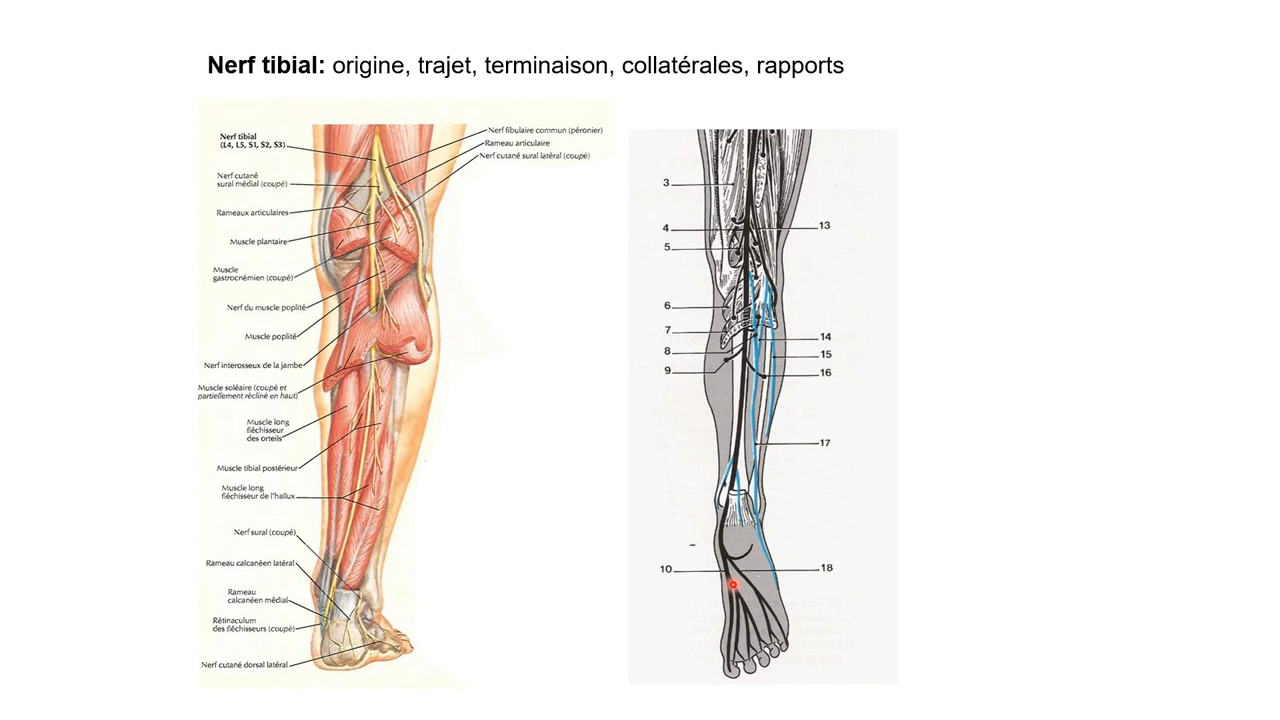 Nerf tibial: origine, trajet, terminaison, collatérales, rapports
Nerf tibial
(L4, L5, S1, S2, S3)
Nerf cutané
sural médial (coupé)
Rameaux articulaires
Muscle plantaire
Muscle
gastrocnémien (coupé)
Nerf du muscle poplité
Muscle poplité
Nerf interosseux de la jambe
Muscle soléaire (coupé et
partiellement récliné en haut)
Muscle long
fléchisseur
des orteils
Muscle tibial postérieur
Muscle long
fléchisseur de l'hallux
Nerf sural (coupé)
Rameau calcanéen latéral
Rameau
calcanéen médial
Rétinaculum
des fléchisseurs (coupé)
Nerf cutané dorsal latéral
Nerf fibulaire commun (péronier)
Rameau articulaire
Nerf cutané sural latéral (coupé)
3
4
5
6
7
8
9
10
13
14
15
16
17
18